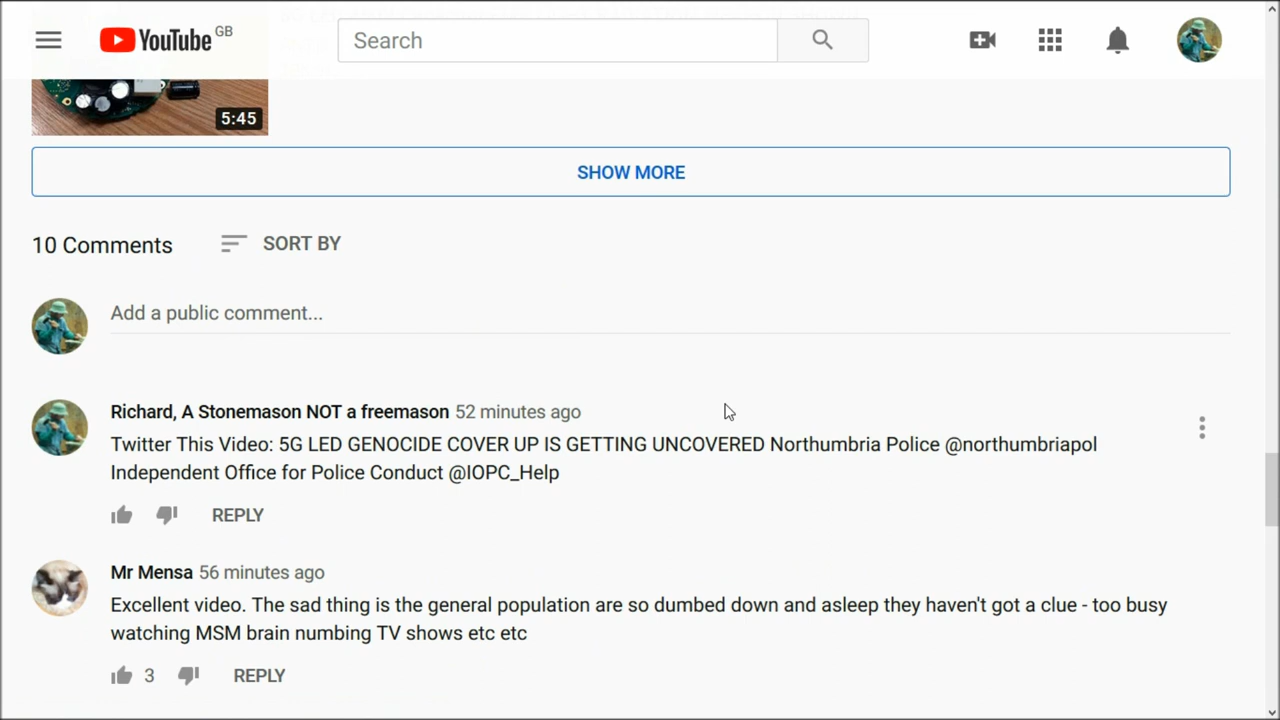 YouTube GB
Search
5:45
SHOW MORE
10 Comments
SORT BY
Add a public comment...
Richard, A Stonemason NOT a freemason 52 minutes ago
Twitter This Video: 5G LED GENOCIDE COVER UP IS GETTING UNCOVERED Northumbria Police @northumbriapol
Independent Office for Police Conduct @IOPC_Help
REPLY
Mr Mensa 56 minutes ago
Excellent video. The sad thing is the general population are so dumbed down and asleep they haven't got a clue - too busy
watching MSM brain numbing TV shows etc etc
3
REPLY